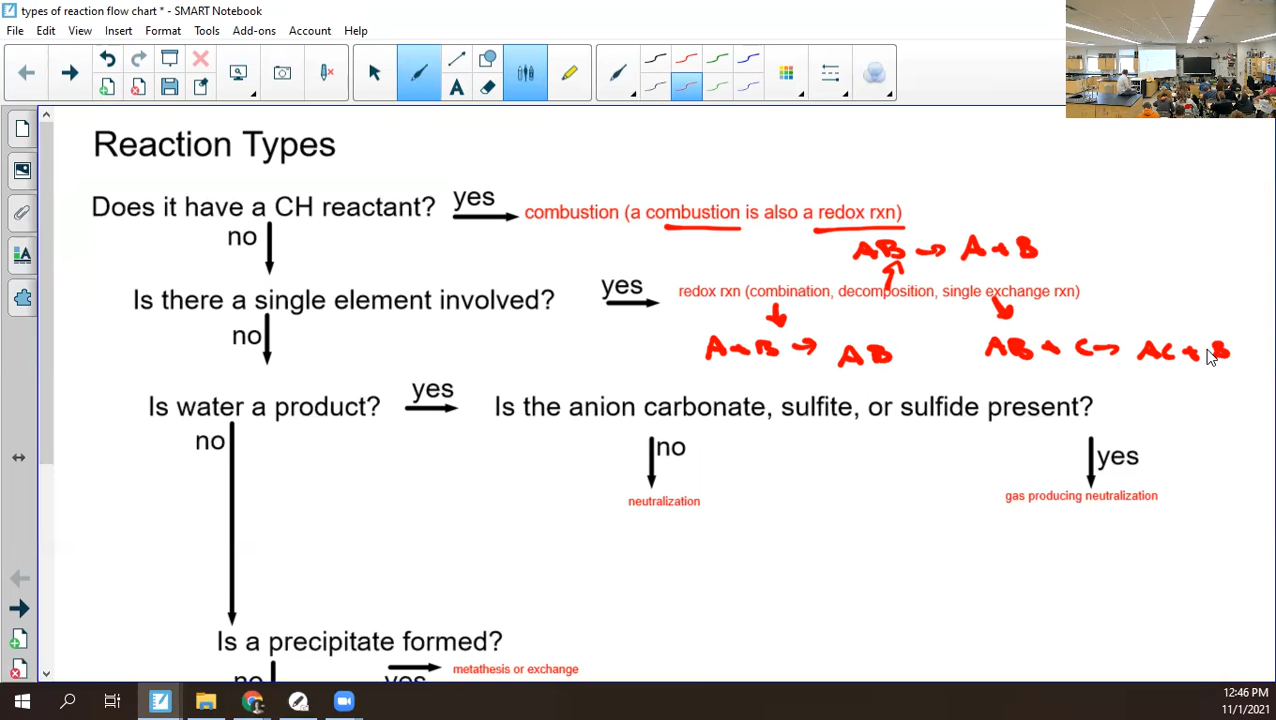 types of reaction flow chart * - SMART Notebook
File Edit View Insert Format Tools Add-ons Account Help
Reaction Types
Does it have a CH reactant? yes combustion (a combustion is also a redox rxn)
no
AB → A + B
Is there a single element involved? yes redox rxn (combination, decomposition, single exchange rxn)
no
A + B → AB
AB + C → AC + B
Is water a product? yes Is the anion carbonate, sulfite, or sulfide present?
no
no
yes
neutralization
gas producing neutralization
Is a precipitate formed?
no yes metathesis or exchange
12:46 PM
11/1/2021